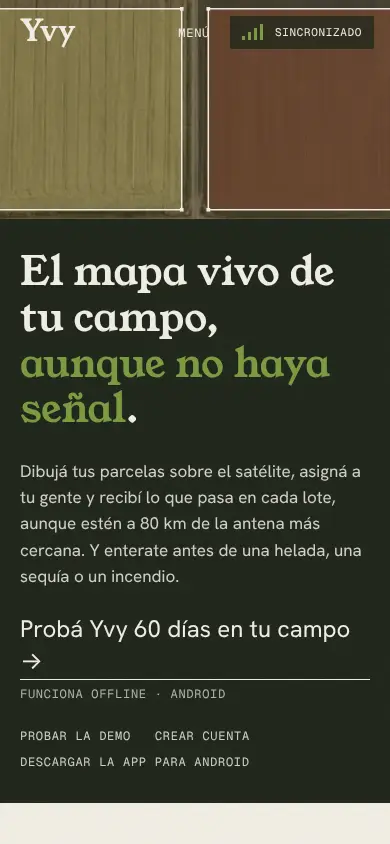 Yvy
MENÚ
SINCRONIZADO
El mapa vivo de
tu campo,
aunque no haya
señal.
Dibujá tus parcelas sobre el satélite, asigná a
tu gente y recibí lo que pasa en cada lote,
aunque estén a 80 km de la antena más
cercana. Y enterate antes de una helada, una
sequía o un incendio.
Probá Yvy 60 días en tu campo
→
FUNCIONA OFFLINE · ANDROID
PROBAR LA DEMO CREAR CUENTA
DESCARGAR LA APP PARA ANDROID